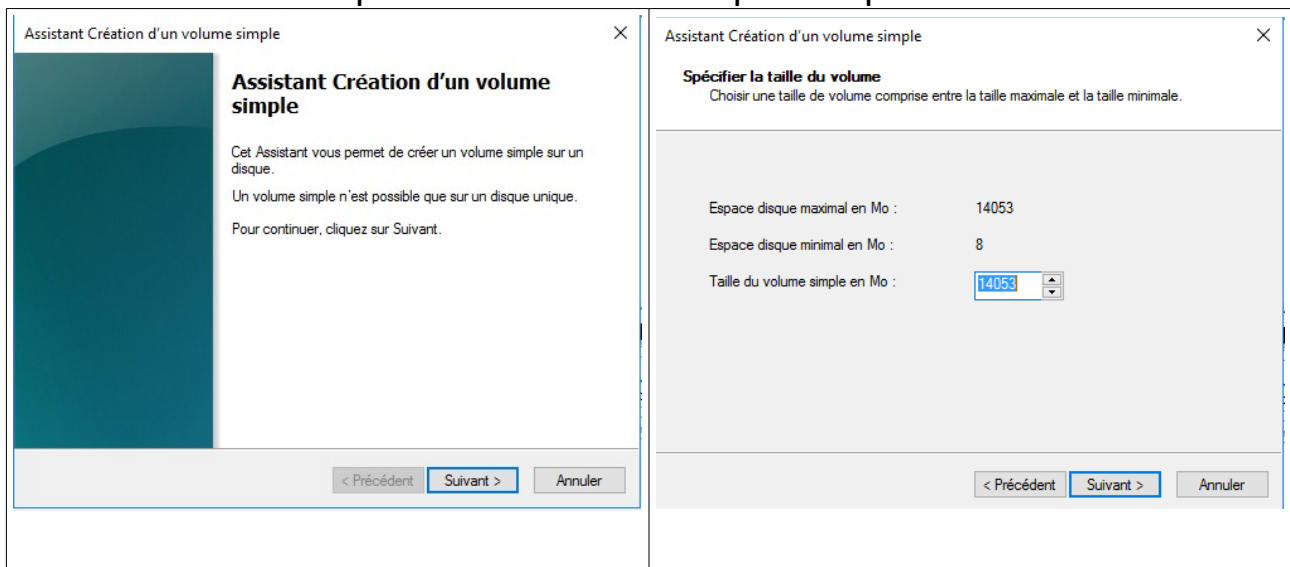 Assistant Création d'un volume simple
Assistant Création d'un volume
simple
Cet Assistant vous permet de créer un volume simple sur un
disque.
Un volume simple n'est possible que sur un disque unique.
Pour continuer, cliquez sur Suivant.
< Précédent
Suivant >
Annuler
Assistant Création d'un volume simple
Spécifier la taille du volume
Choisir une taille de volume comprise entre la taille maximale et la taille minimale.
Espace disque maximal en Mo : 14053
Espace disque minimal en Mo : 8
Taille du volume simple en Mo : 14053
< Précédent
Suivant >
Annuler